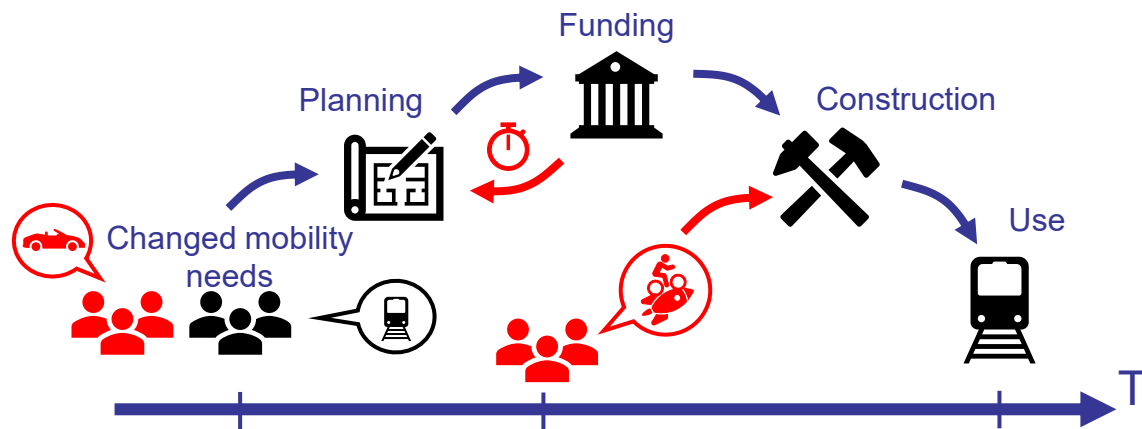 Funding
Planning
Construction
Changed mobility
needs
Use
T